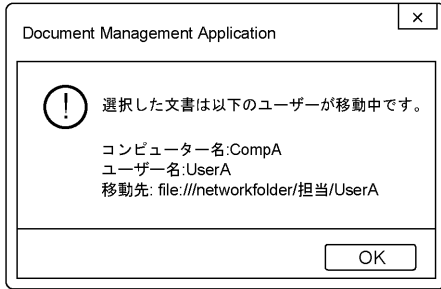 Document Management Application
×
選択した文書は以下のユーザーが移動中です。
コンピューター名:CompA
ユーザー名:UserA
移動先: file:///networkfolder/担当/UserA
OK